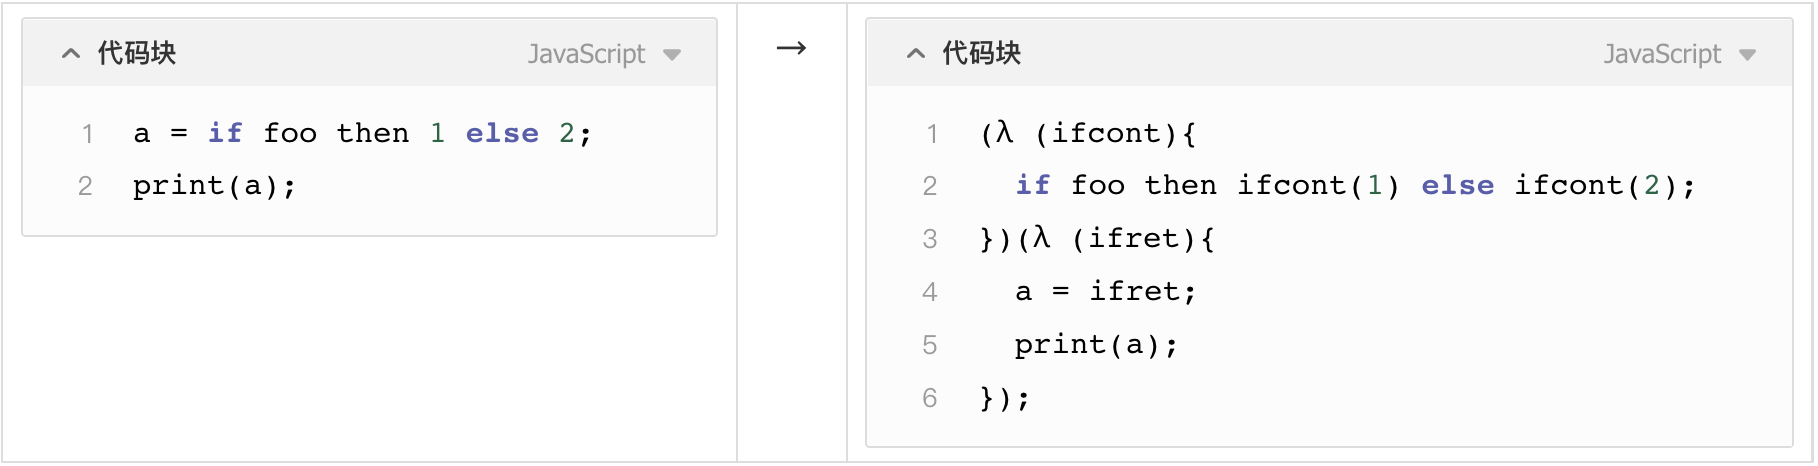 代码块 JavaScript
1 a = if foo then 1 else 2;
2 print(a);
→
代码块 JavaScript
1 (λ (ifcont){
2   if foo then ifcont(1) else ifcont(2);
3 })(λ (ifret){
4   a = ifret;
5   print(a);
6 });